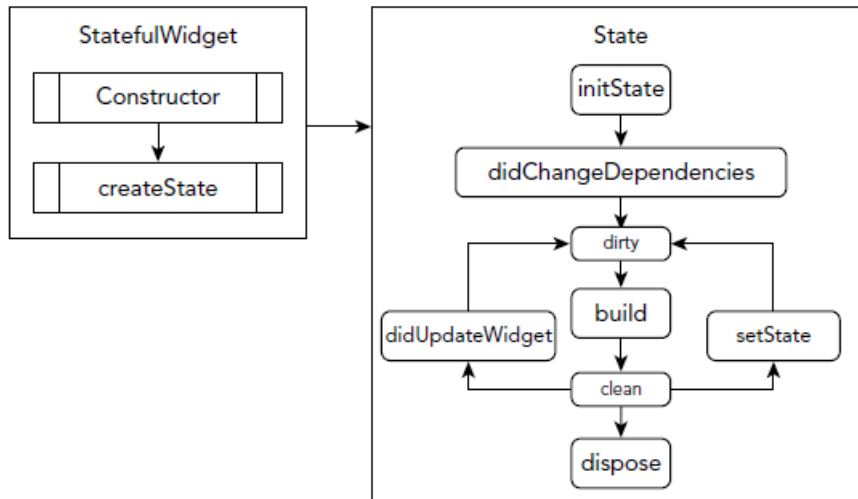 StatefulWidget
Constructor
createState
State
initState
didChangeDependencies
dirty
build
didUpdateWidget
setState
clean
dispose